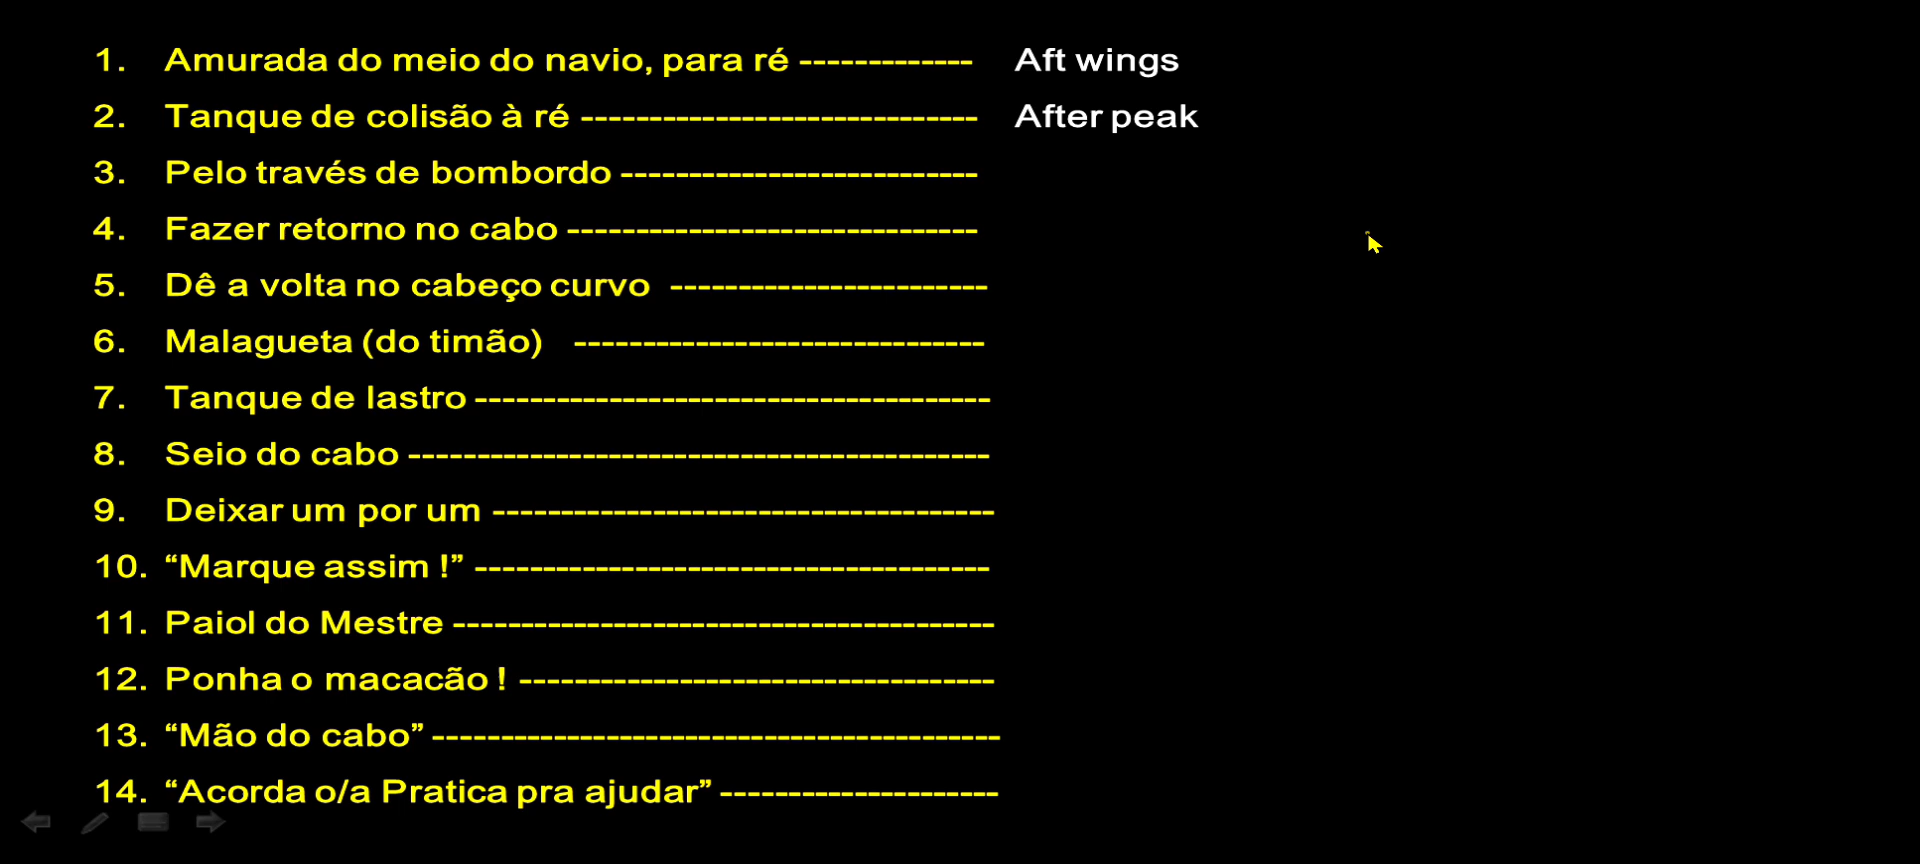 1. Amurada do meio do navio, para ré ------------- Aft wings
2. Tanque de colisão à ré ------------------------------ After peak
3. Pelo través de bombordo ---------------------------
4. Fazer retorno no cabo -------------------------------
5. Dê a volta no cabeço curvo ------------------------
6. Malagueta (do timão) -------------------------------
7. Tanque de lastro ---------------------------------------
8. Seio do cabo --------------------------------------------
9. Deixar um por um --------------------------------------
10. “Marque assim !” ---------------------------------------
11. Paiol do Mestre -----------------------------------------
12. Ponha o macacão ! ------------------------------------
13. “Mão do cabo” -------------------------------------------
14. “Acorda o/a Pratica pra ajudar” ---------------------